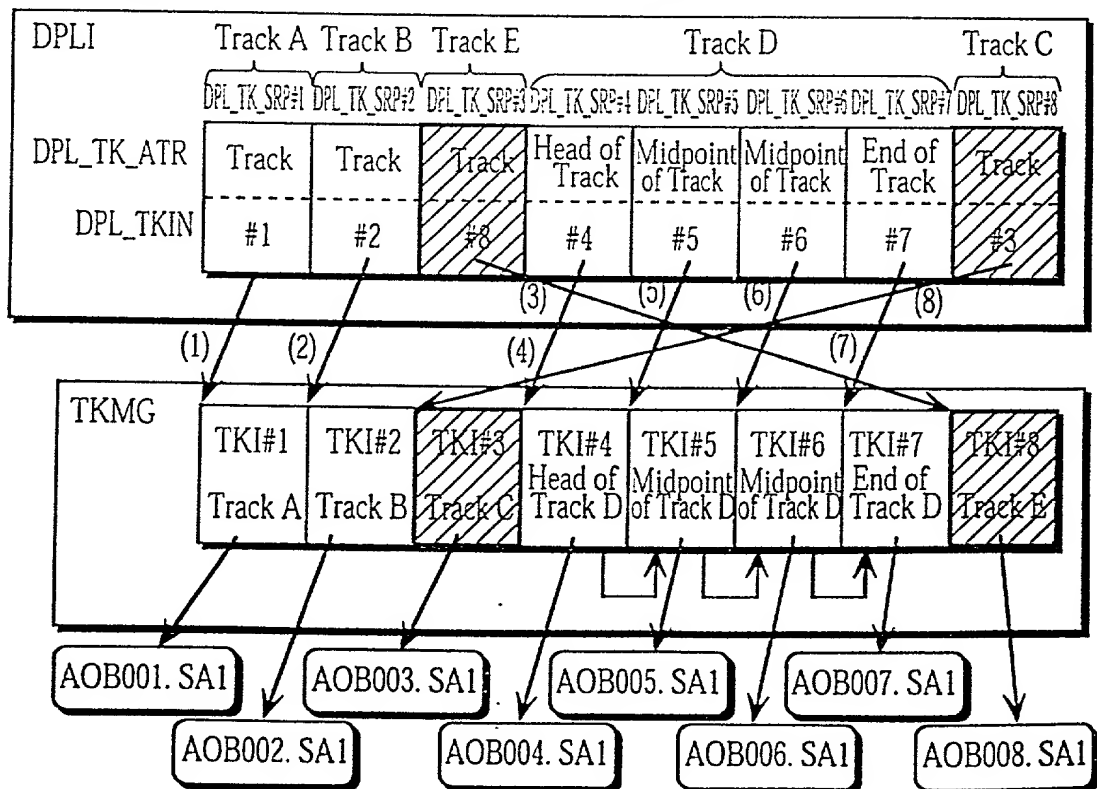 DPLI
Track A Track B Track E Track D Track C
DPL_TK_SRP#1 DPL_TK_SRP#2 DPL_TK_SRP#3 DPL_TK_SRP#4 DPL_TK_SRP#5 DPL_TK_SRP#6 DPL_TK_SRP#7 DPL_TK_SRP#8
DPL_TK_ATR
Track Track Track Head of Track Midpoint of Track Midpoint of Track End of Track Track
DPL_TKIN
#1 #2 #8 #4 #5 #6 #7 #3
(3) (5) (6) (8)
(1) (2) (4) (7)
TKMG
TKI#1 TKI#2 TKI#3 TKI#4 TKI#5 TKI#6 TKI#7 TKI#8
Track A Track B Track C Head of Track D Midpoint of Track D Midpoint of Track D End of Track D Track E
AOB001. SA1 AOB003. SA1 AOB005. SA1 AOB007. SA1
AOB002. SA1 AOB004. SA1 AOB006. SA1 AOB008. SA1